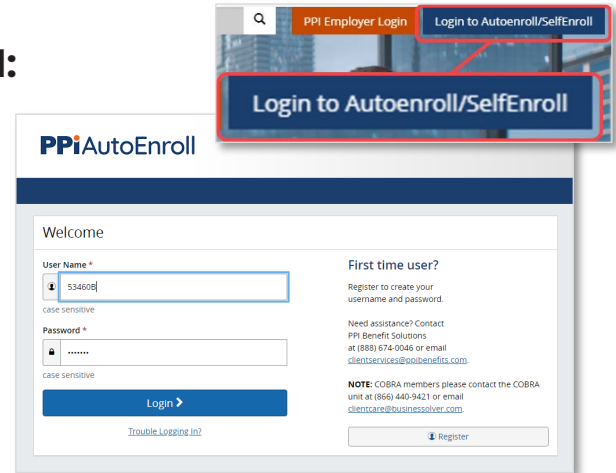 PPI Employer Login
Login to Autoenroll/SelfEnroll
Login to Autoenroll/SelfEnroll
PPiAutoEnroll
Welcome
User Name *
53460B
case sensitive
Password *
•••••••
case sensitive
Login
Trouble Logging In?
First time user?
Register to create your
username and password.
Need assistance? Contact
PPI Benefit Solutions
at (888) 674-0046 or email
clientservices@ppibenefits.com.
NOTE: COBRA members please contact the COBRA
unit at (866) 440-9421 or email
clientcare@businessolver.com.
Register